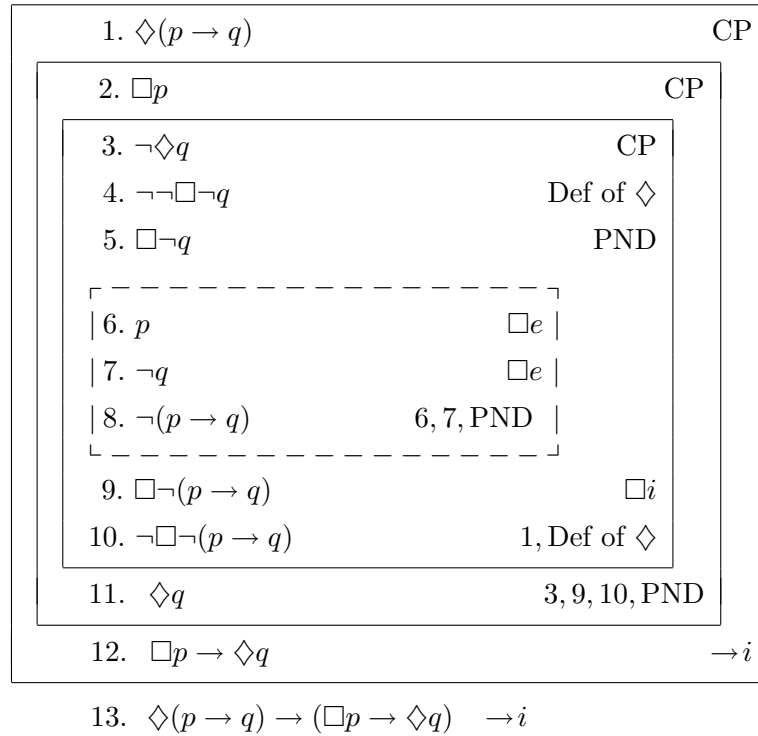 1. ◇(p → q) CP
2. □p CP
3. ¬◇q CP
4. ¬¬□¬q Def of ◇
5. □¬q PND
6. p □e
7. ¬q □e
8. ¬(p → q) 6, 7, PND
9. □¬(p → q) □i
10. ¬□¬(p → q) 1, Def of ◇
11. ◇q 3, 9, 10, PND
12. □p → ◇q →i
13. ◇(p → q) → (□p → ◇q) →i